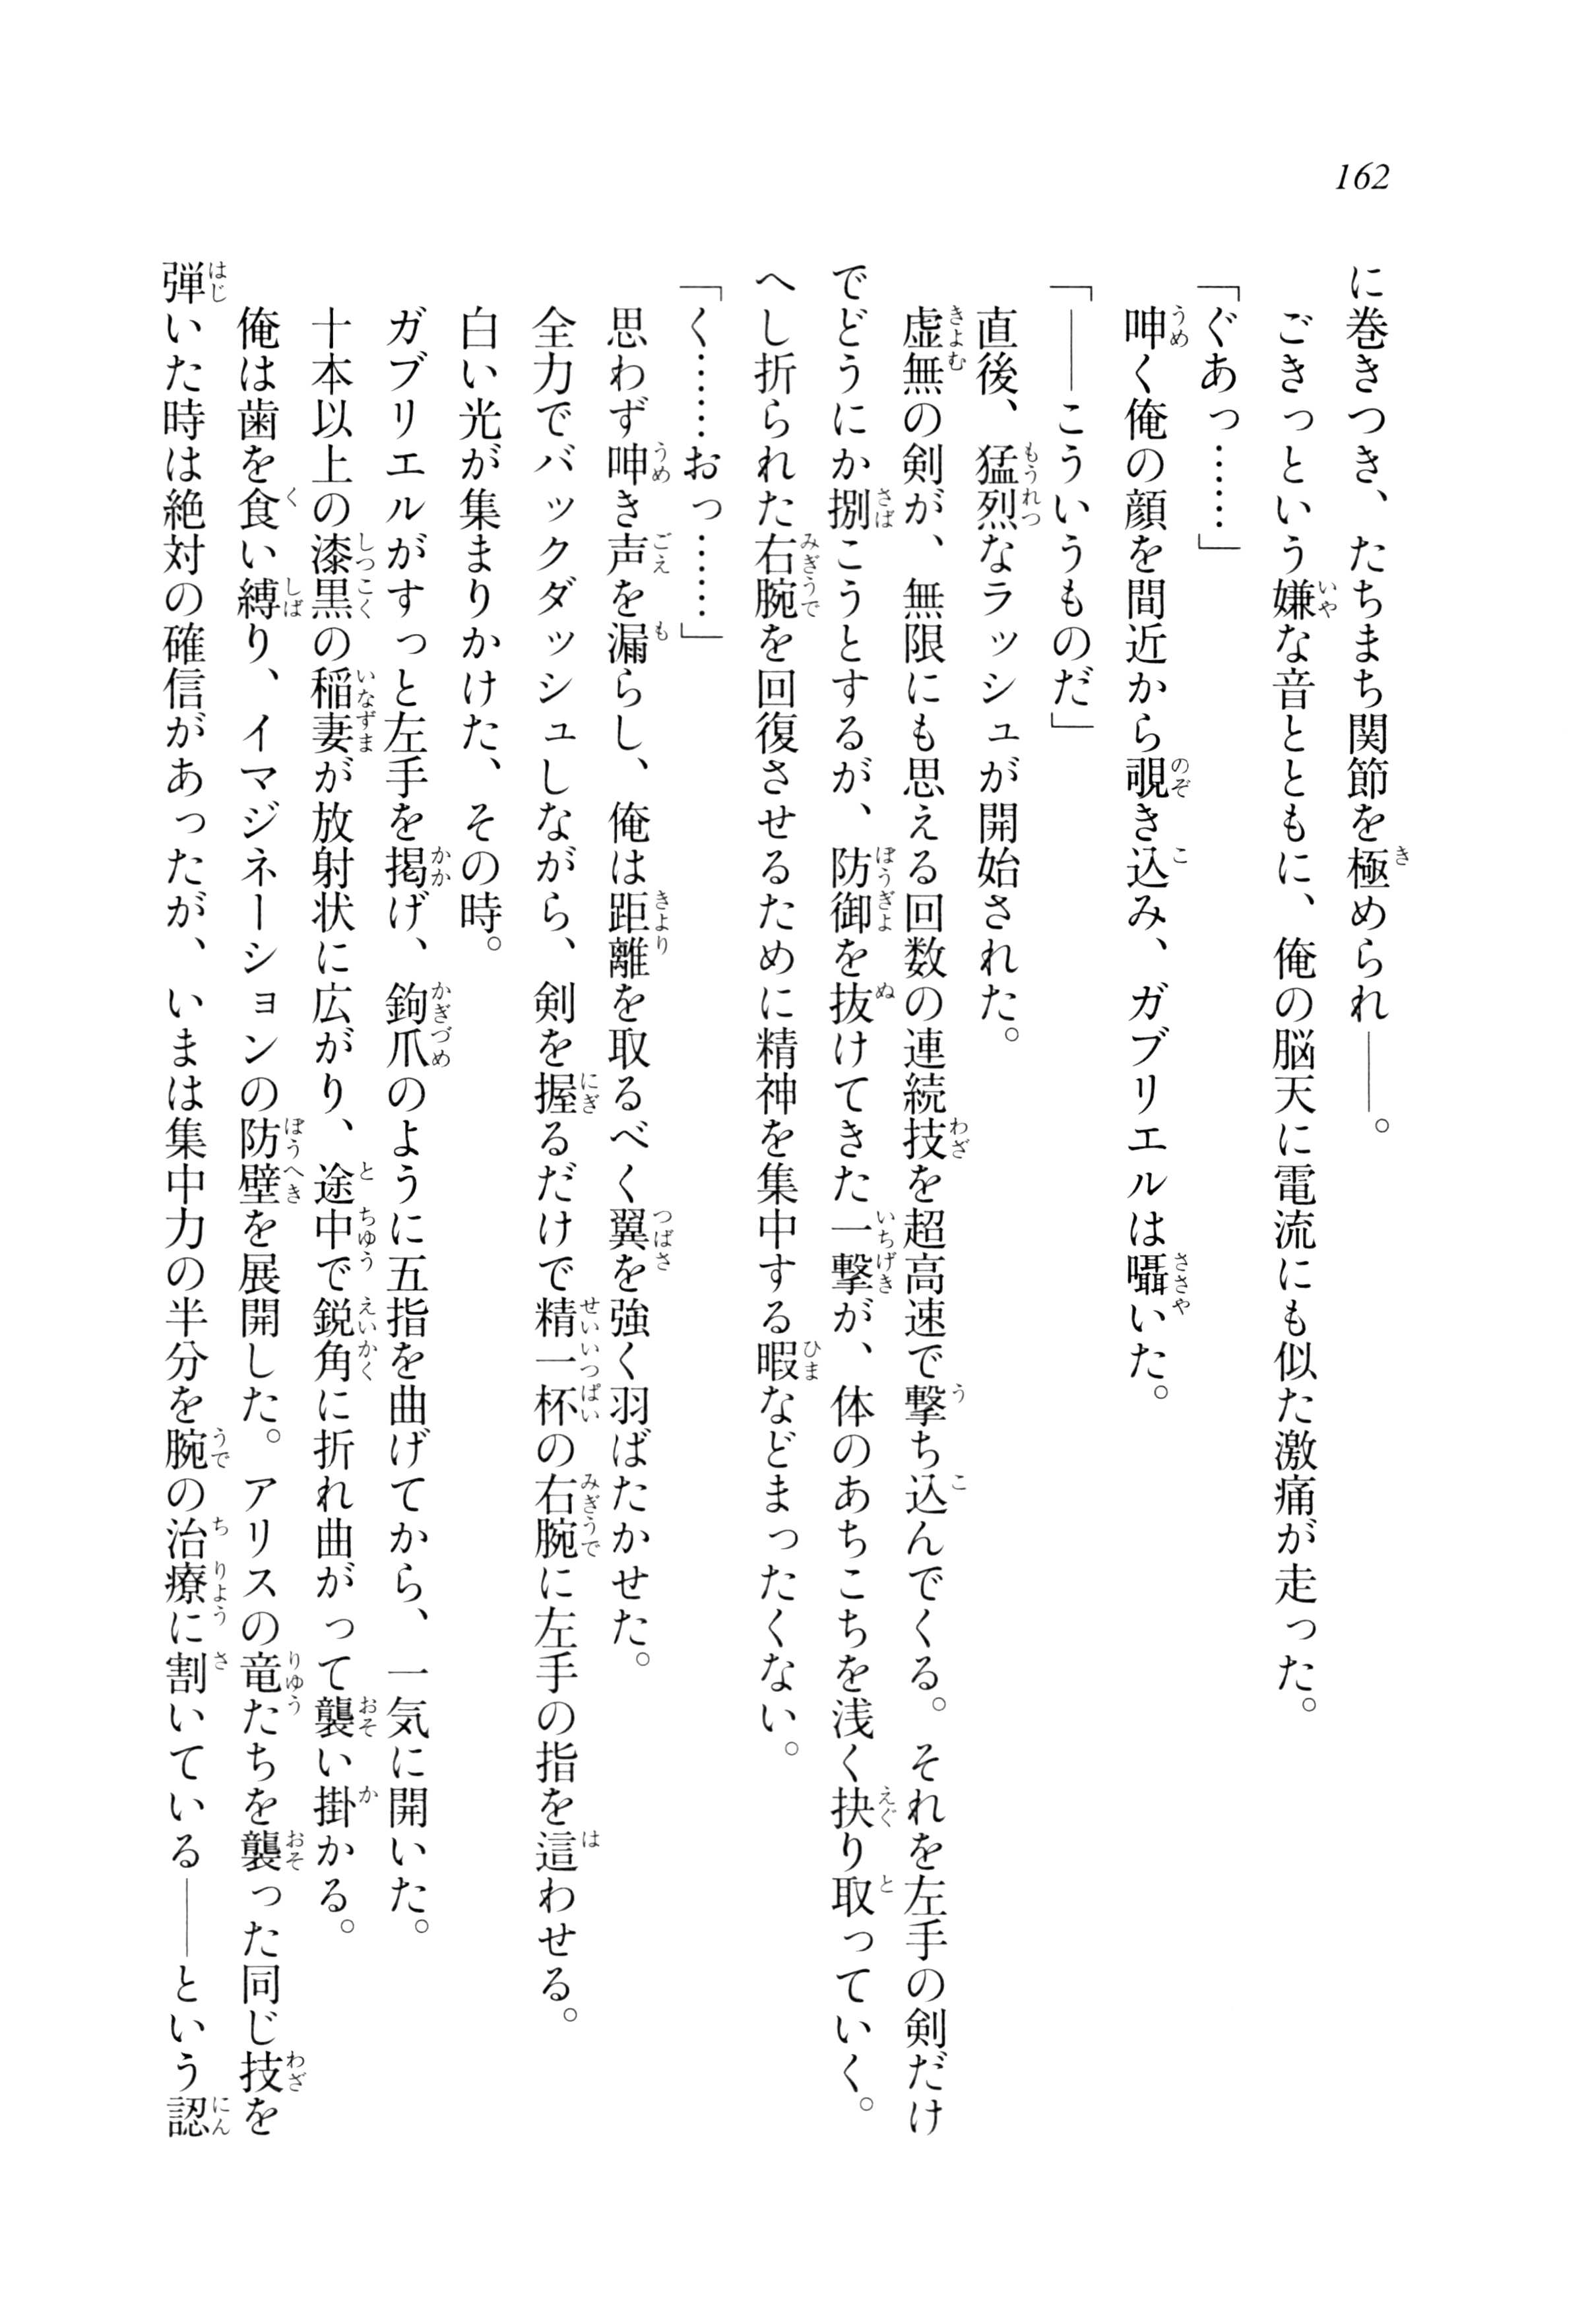 162
に巻きつき、たちまち関節を極められ――。
ごきっという嫌な音とともに、俺の脳天に電流にも似た激痛が走った。
「ぐあっ……」
呻く俺の顔を間近から覗き込み、ガブリエルは囁いた。
「――こういうものだ」
直後、猛烈なラッシュが開始された。
虚無の剣が、無限にも思える回数の連続技を超高速で撃ち込んでくる。それを左手の剣だけ
でどうにか捌こうとするが、防御を抜けてきた一撃が、体のあちこちを浅く抉り取っていく。
へし折られた右腕を回復させるために精神を集中する暇などまったくない。
「く……おっ……」
思わず呻き声を漏らし、俺は距離を取るべく翼を強く羽ばたかせた。
全力でバックダッシュしながら、剣を握るだけで精一杯の右腕に左手の指を這わせる。
白い光が集まりかけた、その時。
ガブリエルがすっと左手を掲げ、鉤爪のように五指を曲げてから、一気に開いた。
十本以上の漆黒の稲妻が放射状に広がり、途中で鋭角に折れ曲がって襲い掛かる。
俺は歯を食い縛り、イマジネーションの防壁を展開した。アリスの竜たちを襲った同じ技を
弾いた時は絶対の確信があったが、いまは集中力の半分を腕の治療に割いている――という認